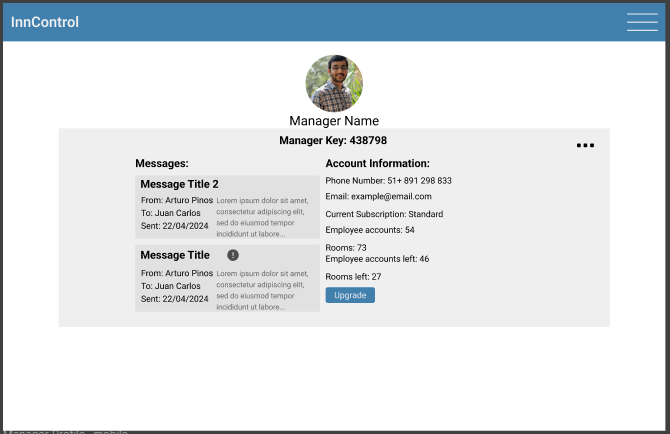 InnControl
Manager Name
Manager Key: 438798
Messages:
Message Title 2
From: Arturo Pinos
To: Juan Carlos
Sent: 22/04/2024
Lorem ipsum dolor sit amet,
consectetur adipiscing elit,
sed do eiusmod tempor
incididunt ut labore...
Message Title
From: Arturo Pinos
To: Juan Carlos
Sent: 22/04/2024
Lorem ipsum dolor sit amet,
consectetur adipiscing elit,
sed do eiusmod tempor
incididunt ut labore...
Account Information:
Phone Number: 51+ 891 298 833
Email: example@email.com
Current Subscription: Standard
Employee accounts: 54
Rooms: 73
Employee accounts left: 46
Rooms left: 27
Upgrade
Manager Profile - mobile